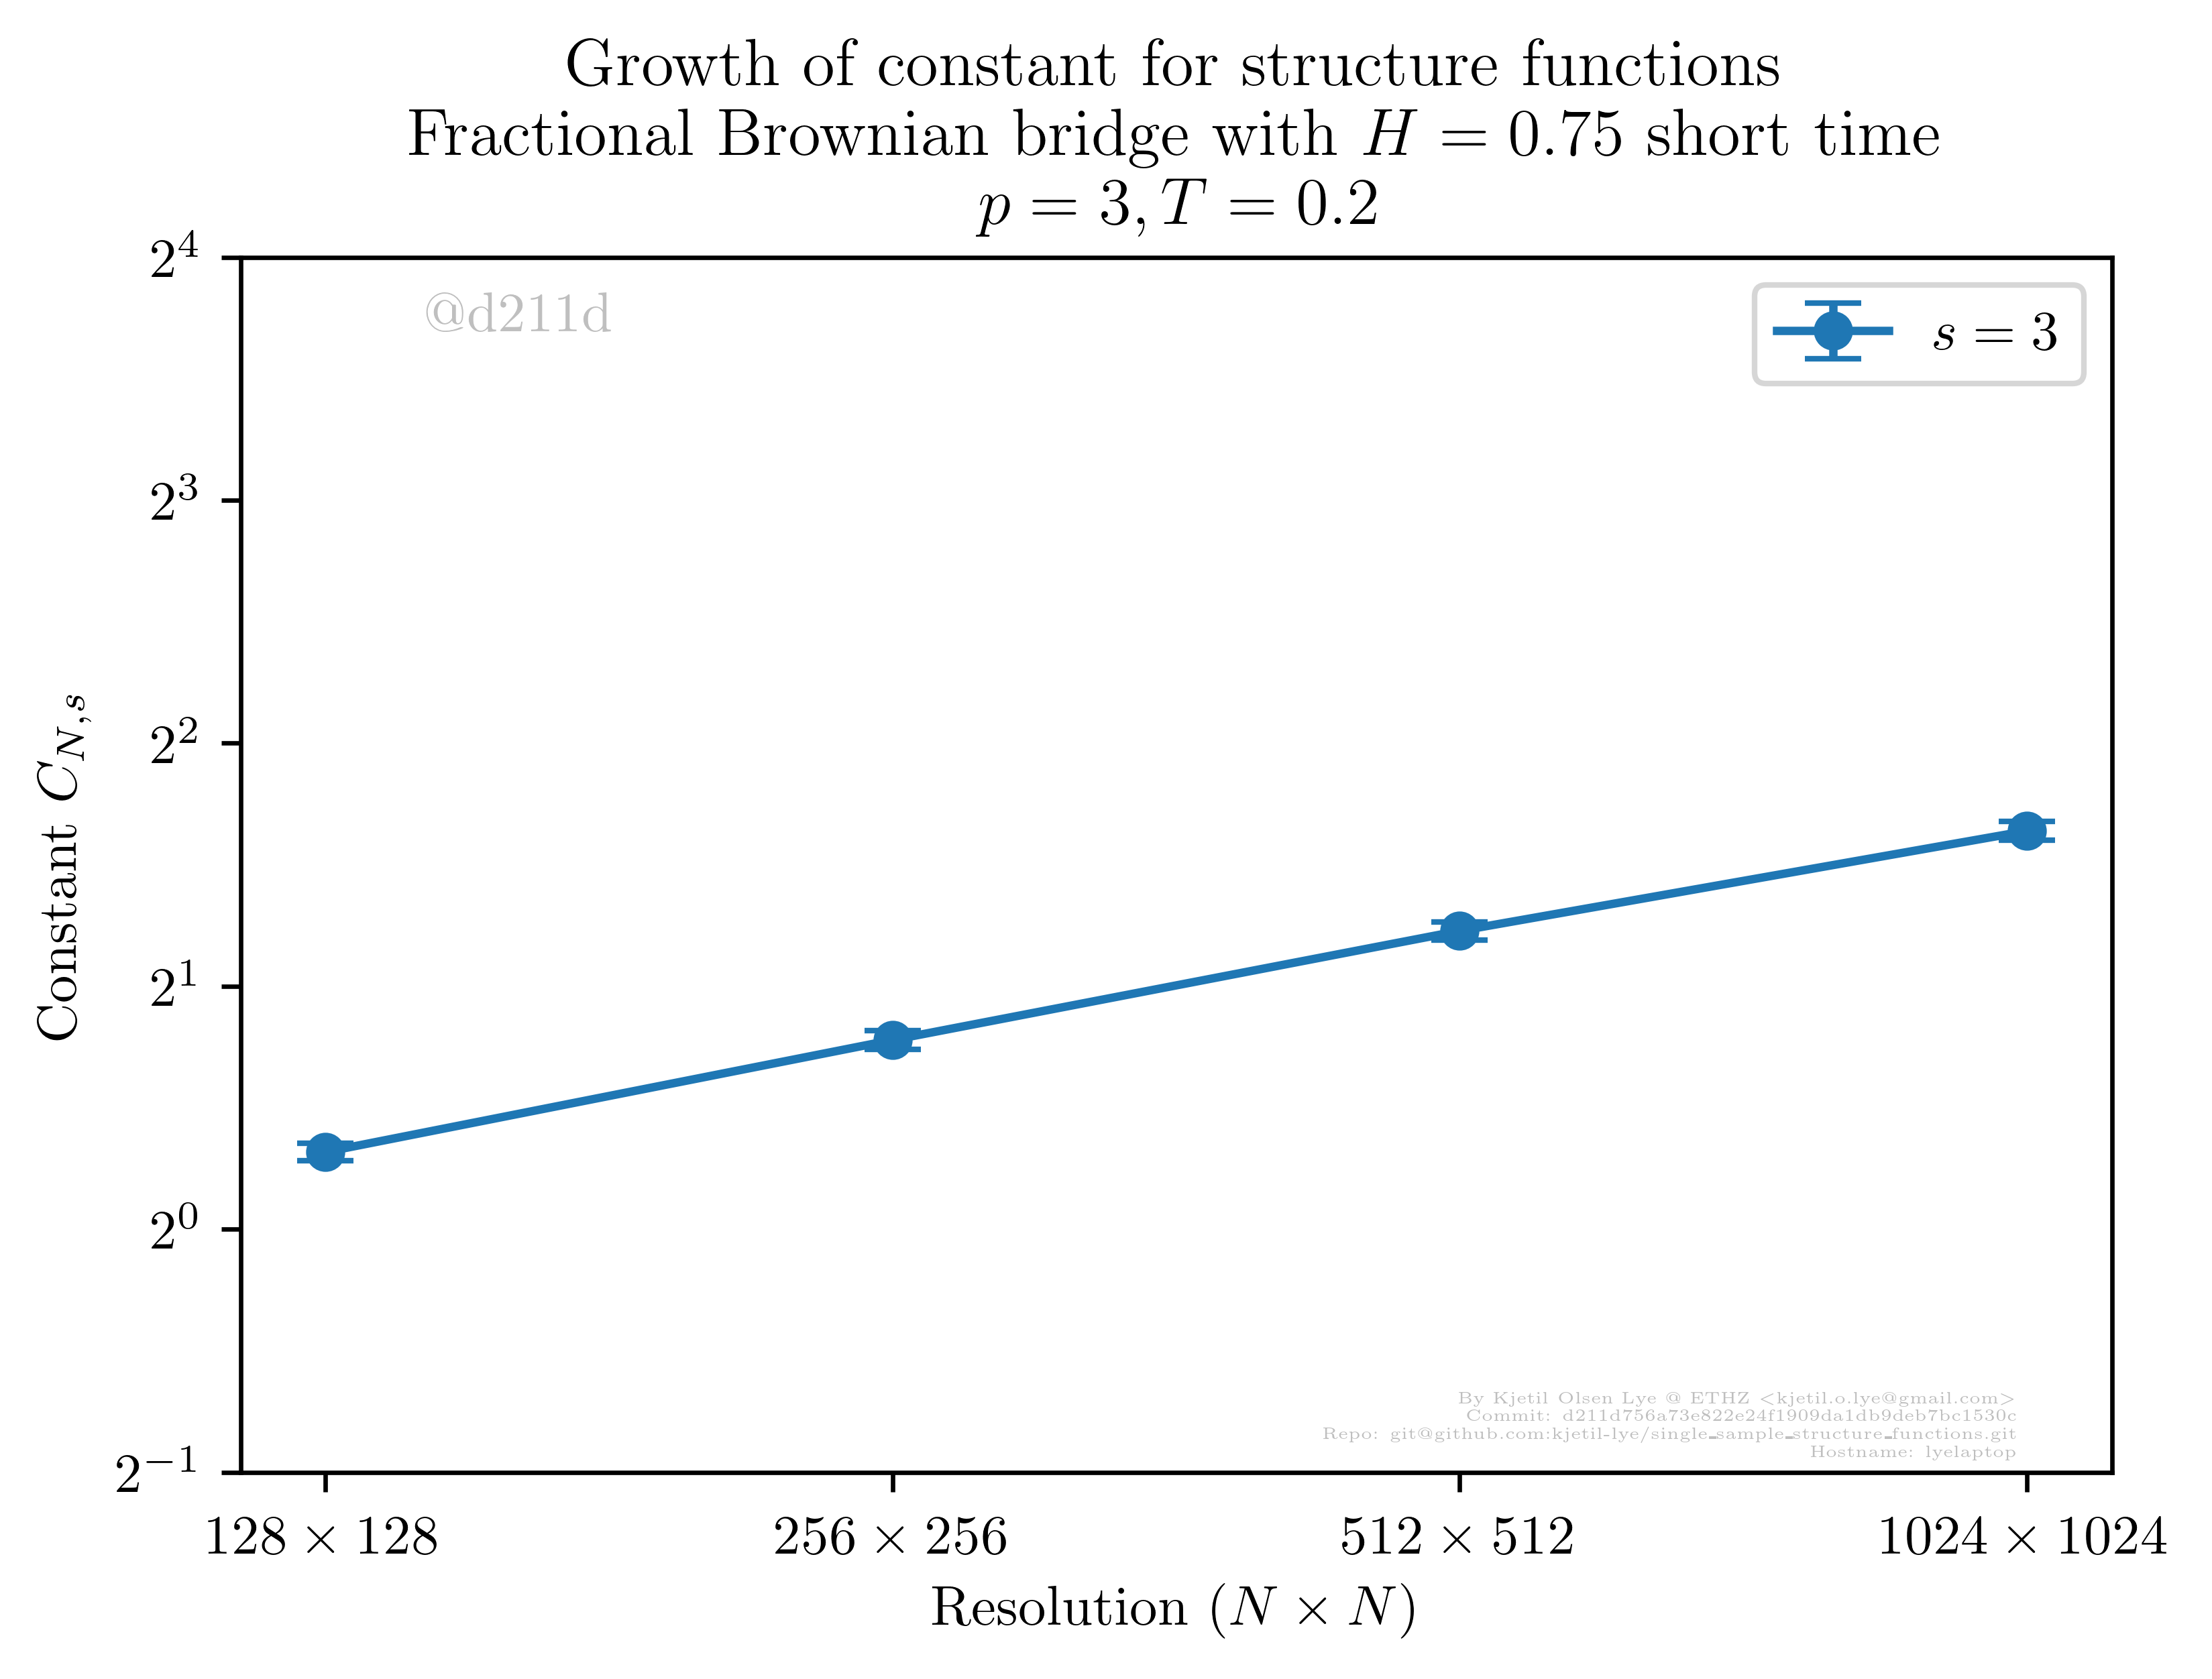 Growth of constant for structure functions
Fractional Brownian bridge with H = 0.75 short time
p = 3, T = 0.2
2^4
@d211d
s = 3
2^3
2^2
Constant C_{N,s}
2^1
2^0
By Kjetil Olsen Lye @ ETHZ <kjetil.o.lye@gmail.com>
Commit: d211d756a73e822e24f1909da1db9deb7bc1530c
Repo: git@github.com:kjetil-lye/single_sample_structure_functions.git
Hostname: lyelaptop
2^{-1}
128 × 128 256 × 256 512 × 512 1024 × 1024
Resolution (N × N)